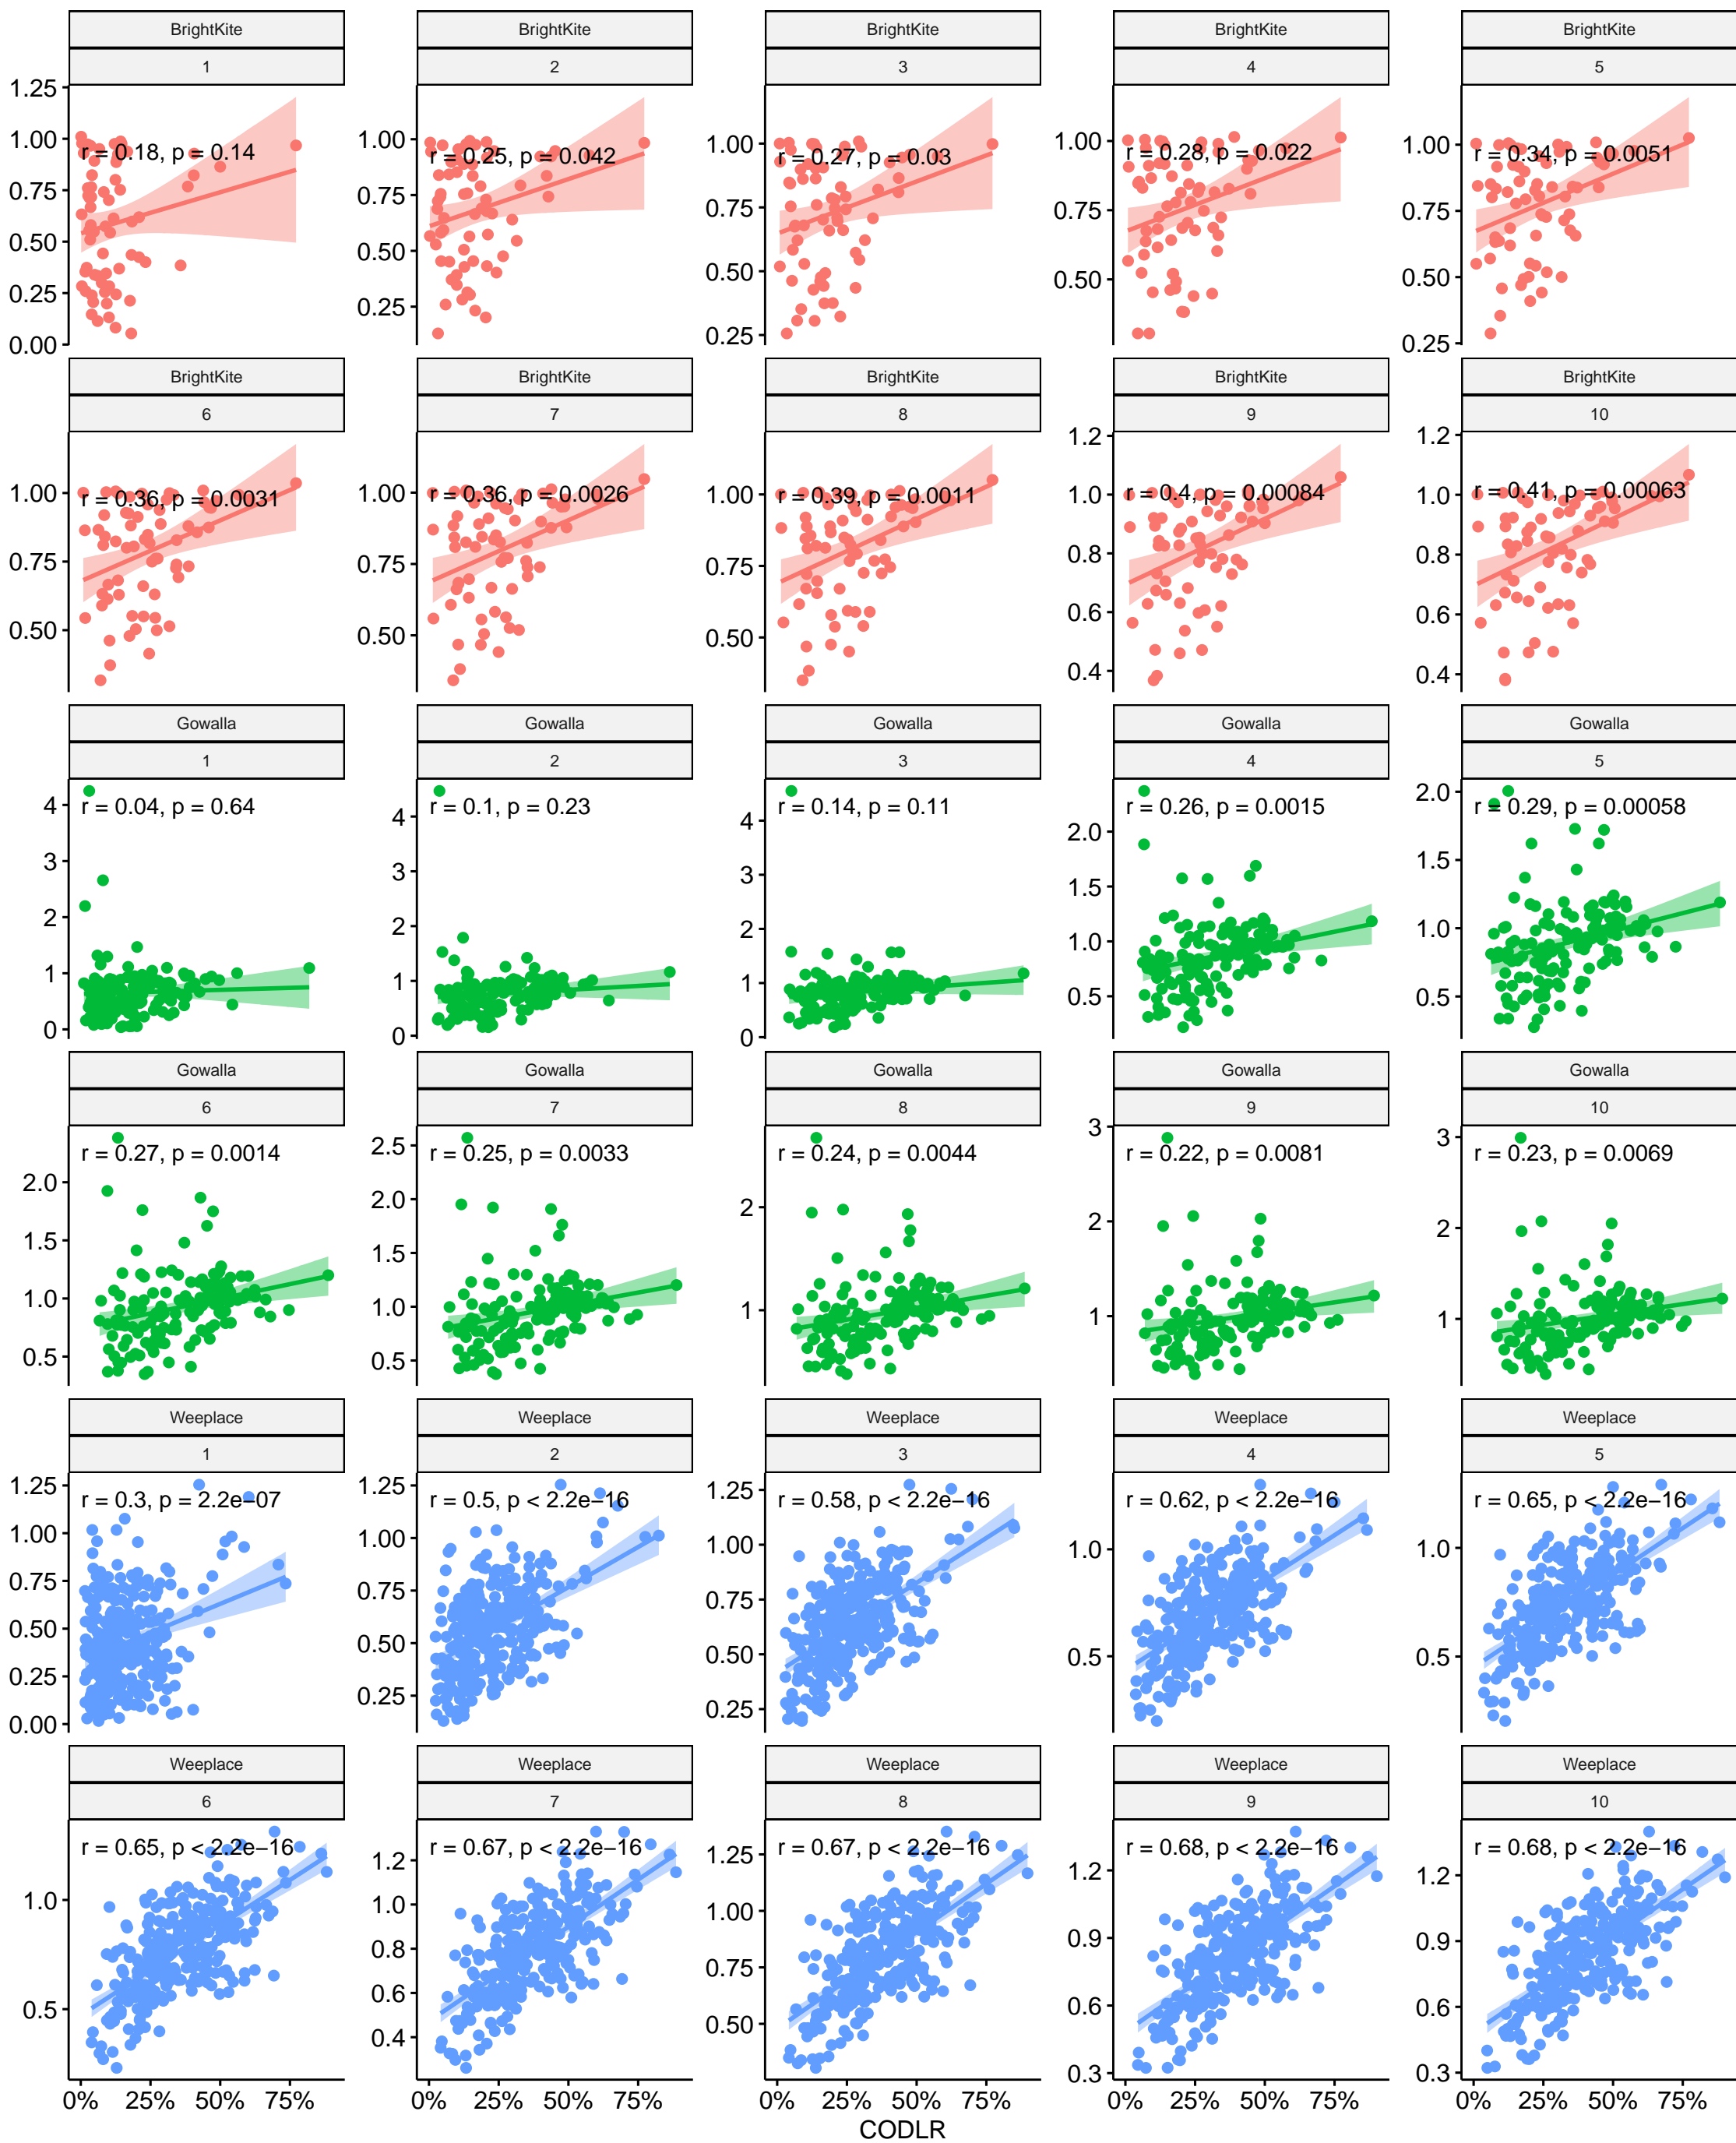 BrightKite BrightKite BrightKite BrightKite BrightKite
1 2 3 4 5
r = 0.18, p = 0.14 r = 0.25, p = 0.042 r = 0.27, p = 0.03 r = 0.28, p = 0.022 r = 0.34, p = 0.0051
1.25 1.00 0.75 0.50 0.25 0.00
1.00 0.75 0.50 0.25
1.00 0.75 0.50 0.25
1.00 0.75 0.50
1.00 0.75 0.50 0.25
BrightKite BrightKite BrightKite BrightKite BrightKite
6 7 8 9 10
r = 0.36, p = 0.0031 r = 0.36, p = 0.0026 r = 0.39, p = 0.0011 r = 0.4, p = 0.00084 r = 0.41, p = 0.00063
1.00 0.75 0.50
1.00 0.75 0.50
1.00 0.75 0.50
1.2 1.0 0.8 0.6 0.4
1.2 1.0 0.8 0.6 0.4
Gowalla Gowalla Gowalla Gowalla Gowalla
1 2 3 4 5
r = 0.04, p = 0.64 r = 0.1, p = 0.23 r = 0.14, p = 0.11 r = 0.26, p = 0.0015 r = 0.29, p = 0.00058
4 3 2 1 0
4 3 2 1 0
4 3 2 1 0
2.0 1.5 1.0 0.5
2.0 1.5 1.0 0.5
Gowalla Gowalla Gowalla Gowalla Gowalla
6 7 8 9 10
r = 0.27, p = 0.0014 r = 0.25, p = 0.0033 r = 0.24, p = 0.0044 r = 0.22, p = 0.0081 r = 0.23, p = 0.0069
2.0 1.5 1.0 0.5
2.5 2.0 1.5 1.0 0.5
2 1
3 2 1
3 2 1
Weeplace Weeplace Weeplace Weeplace Weeplace
1 2 3 4 5
r = 0.3, p = 2.2e−07 r = 0.5, p < 2.2e−16 r = 0.58, p < 2.2e−16 r = 0.62, p < 2.2e−16 r = 0.65, p < 2.2e−16
1.25 1.00 0.75 0.50 0.25 0.00
1.25 1.00 0.75 0.50 0.25
1.25 1.00 0.75 0.50 0.25
1.0 0.5
1.0 0.5
Weeplace Weeplace Weeplace Weeplace Weeplace
6 7 8 9 10
r = 0.65, p < 2.2e−16 r = 0.67, p < 2.2e−16 r = 0.67, p < 2.2e−16 r = 0.68, p < 2.2e−16 r = 0.68, p < 2.2e−16
1.0 0.5
1.2 1.0 0.8 0.6 0.4
1.25 1.00 0.75 0.50
1.2 0.9 0.6 0.3
1.2 0.9 0.6 0.3
0% 25% 50% 75% 0% 25% 50% 75% 0% 25% 50% 75% 0% 25% 50% 75% 0% 25% 50% 75%
CODLR